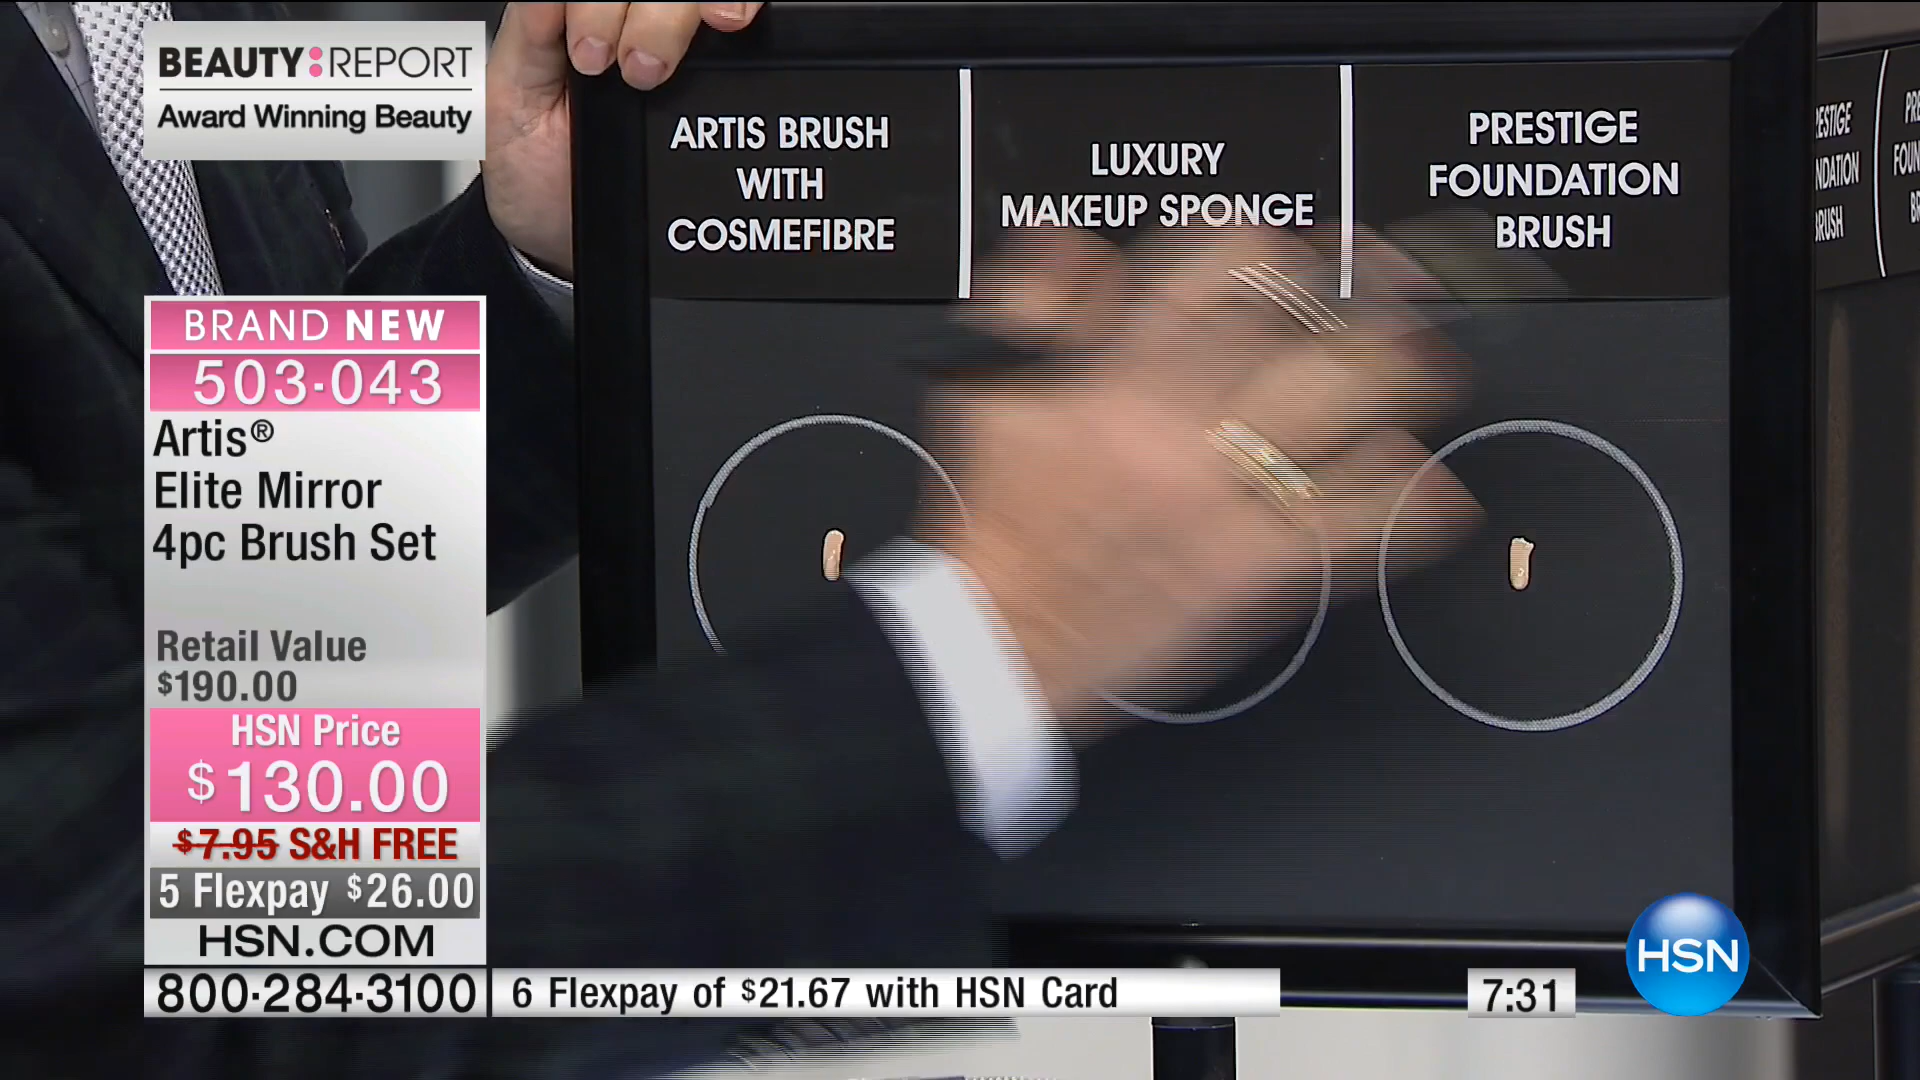 BEAUTY:REPORT
Award Winning Beauty
BRAND NEW
503·043
Artis®
Elite Mirror
4pc Brush Set
Retail Value
$190.00
HSN Price
$130.00
$7.95 S&H FREE
5 Flexpay $26.00
HSN.COM
800·284·3100
6 Flexpay of $21.67 with HSN Card
7:31
HSN
ARTIS BRUSH
WITH
COSMEFIBRE
LUXURY
MAKEUP SPONGE
PRESTIGE
FOUNDATION
BRUSH